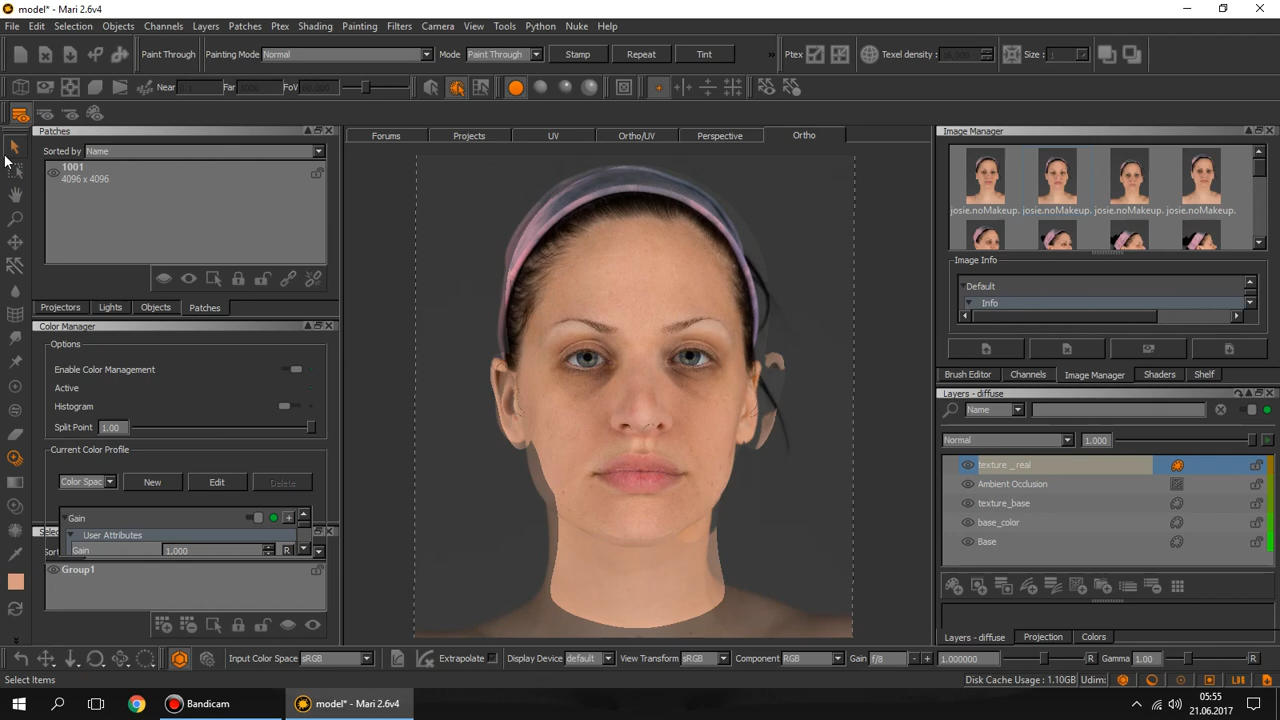 model* - Mari 2.6v4
File Edit Selection Objects Channels Layers Patches Ptex Shading Painting Filters Camera View Tools Python Nuke Help
Paint Through Painting Mode Normal Mode Paint Through Stamp Repeat Tint » Ptex Texel density: Size : 1
Near Far FoV
Patches
Sorted by Name
1001
4096 x 4096
Projectors Lights Objects Patches
Color Manager
Options
Enable Color Management
Active
Histogram
Split Point 1.00
Current Color Profile
Color Spac New Edit Delete
Gain
User Attributes
Gain 1.000 R
Group1
Forums Projects UV Ortho/UV Perspective Ortho
Image Manager
josie.noMakeup. josie.noMakeup. josie.noMakeup. josie.noMakeup.
Image Info
Default
Info
Brush Editor Channels Image Manager Shaders Shelf
Layers - diffuse
Name
Normal 1.000
texture _real
Ambient Occlusion
texture_base
base_color
Base
Layers - diffuse Projection Colors
Input Color Space sRGB Extrapolate Display Device default View Transform sRGB Component RGB Gain f/8 - + 1.000000 R Gamma 1.00 R
Select Items
Disk Cache Usage : 1.10GB Udim:
Bandicam
model* - Mari 2.6v4
05:55
21.06.2017